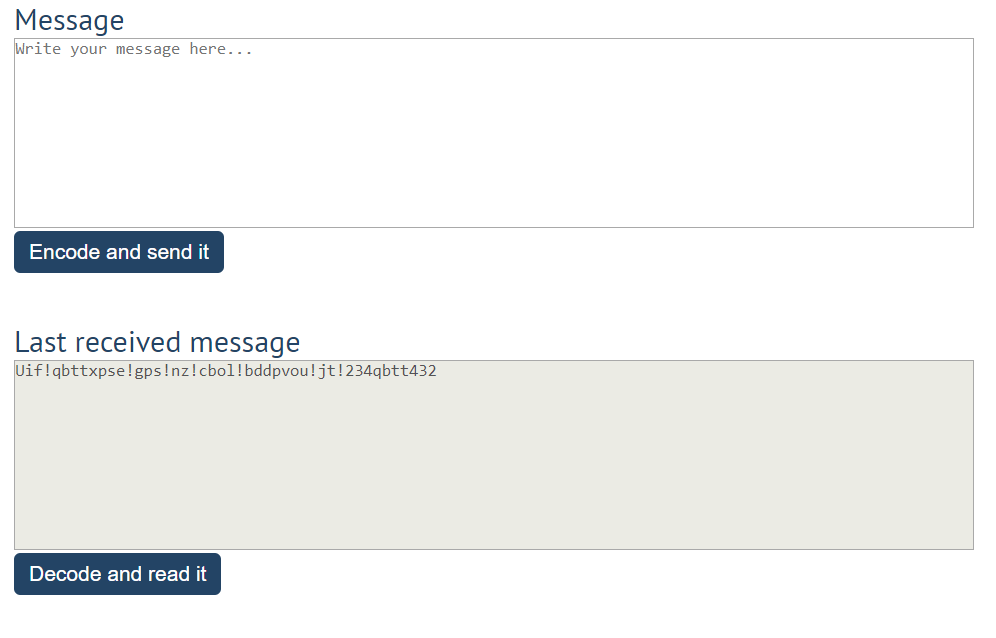 Message
Write your message here...
Encode and send it
Last received message
Uif!qbttxpse!gps!nz!cbol!bddpvou!jt!234qbtt432
Decode and read it